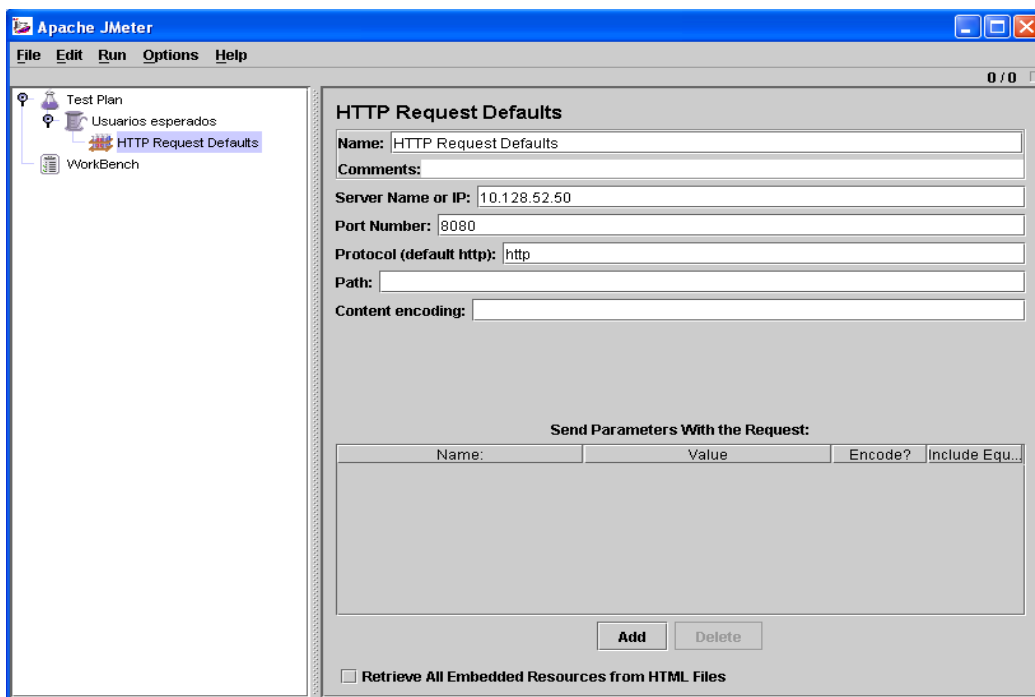 Apache JMeter
File Edit Run Options Help
0 / 0
Test Plan
Usuarios esperados
HTTP Request Defaults
WorkBench
HTTP Request Defaults
Name: HTTP Request Defaults
Comments:
Server Name or IP: 10.128.52.50
Port Number: 8080
Protocol (default http): http
Path:
Content encoding:
Send Parameters With the Request:
Name: Value Encode? Include Equ...
Add Delete
Retrieve All Embedded Resources from HTML Files